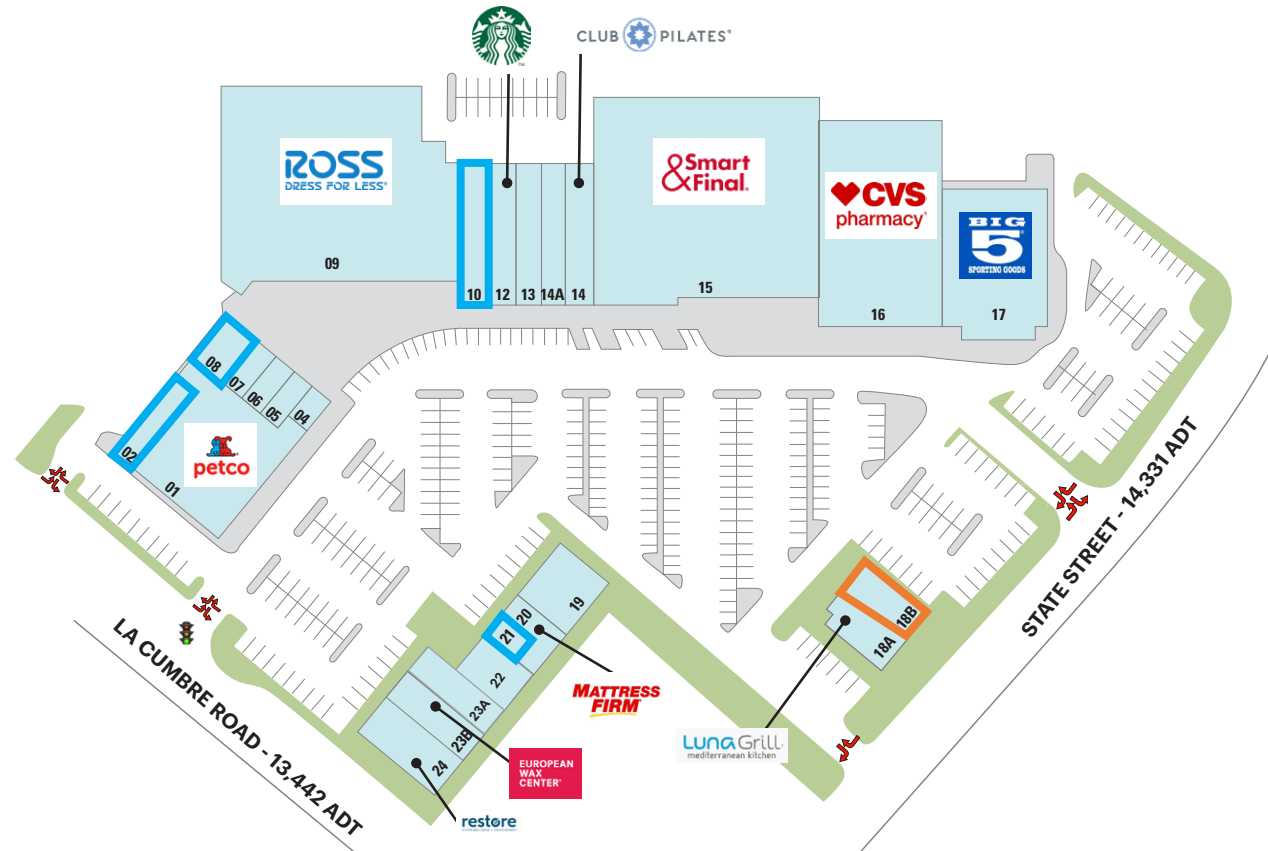 CLUB PILATES®
ROSS
DRESS FOR LESS®
&Smart
Final.
CVS
pharmacy®
BIG
5
SPORTING GOODS
09
10
12
13
14A
14
15
16
17
08
07
06
05
04
02
01
petco
STATE STREET - 14,331 ADT
LA CUMBRE ROAD - 13,442 ADT
19
20
21
22
23A
23B
24
18B
18A
MATTRESS
FIRM
LUNA Grill
mediterranean kitchen
EUROPEAN
WAX
CENTER
restore